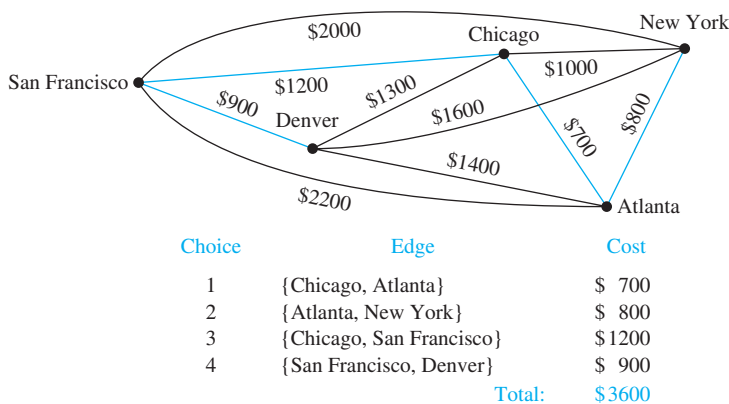 New York
$2000
Chicago
San Francisco
$1200
$1000
$1300
$900
Denver
$1600
$800
$700
$1400
$2200
Atlanta
Choice Edge Cost
1 {Chicago, Atlanta} $ 700
2 {Atlanta, New York} $ 800
3 {Chicago, San Francisco} $1200
4 {San Francisco, Denver} $ 900
Total: $3600